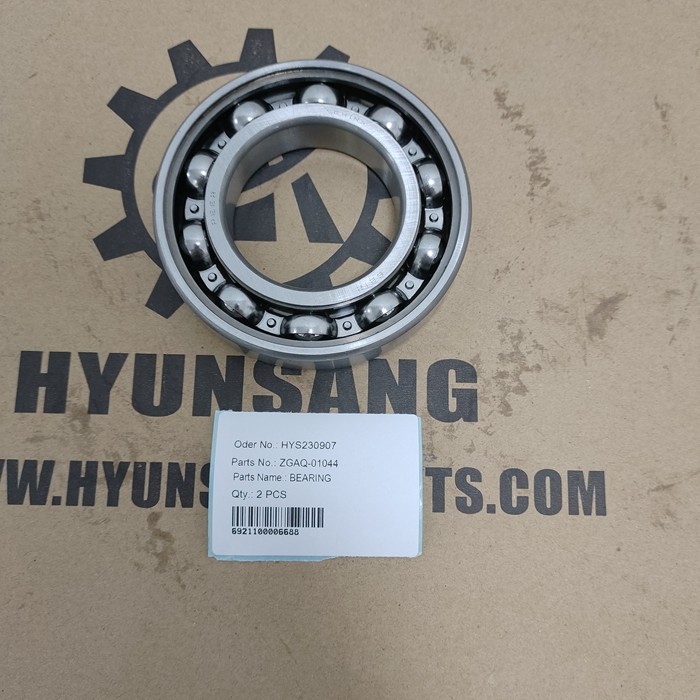 HYUNSANG
WWW.HYUNS TS.COM
Oder No.: HYS230907
Parts No.: ZGAQ-01044
Parts Name.: BEARING
Qty.: 2 PCS
6921100006688